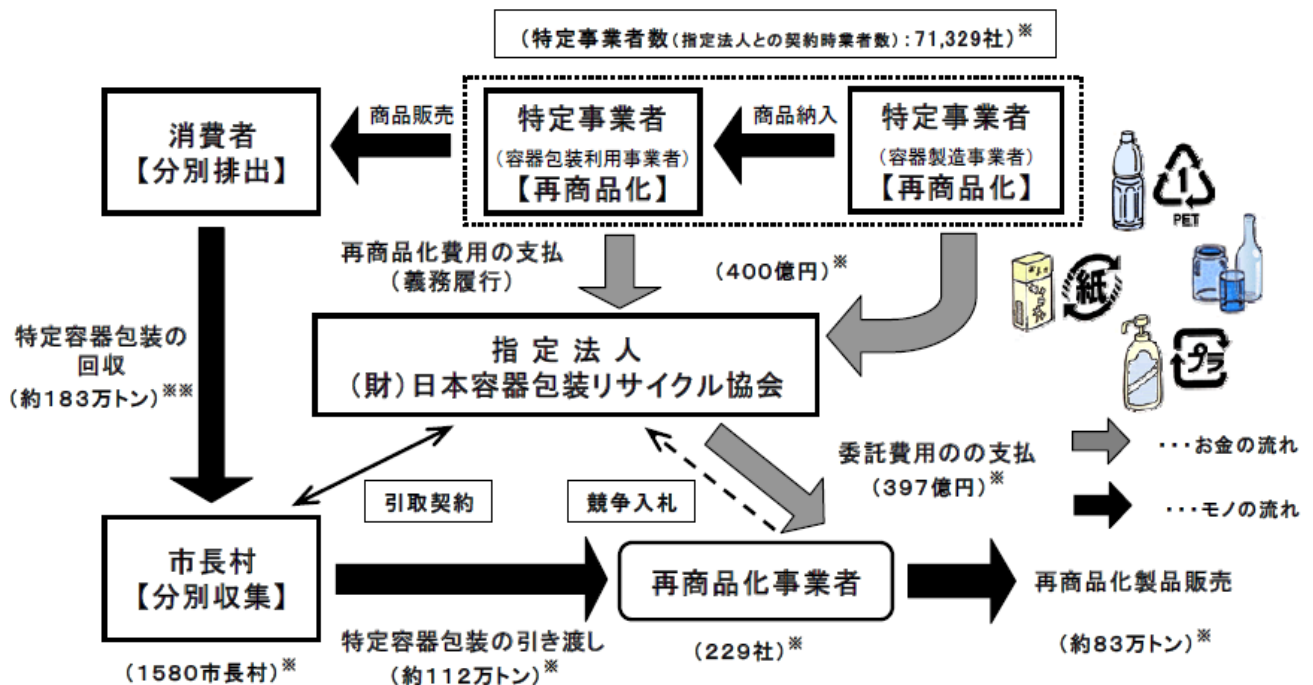 (特定事業者数(指定法人との契約時業者数):71,329社)※
消費者
【分別排出】
商品販売
特定事業者
(容器包装利用事業者)
【再商品化】
商品納入
特定事業者
(容器製造事業者)
【再商品化】
1
PET
紙
プラ
再商品化費用の支払
(義務履行)
(400億円)※
特定容器包装の
回収
(約183万トン)※※
指定法人
(財)日本容器包装リサイクル協会
委託費用のの支払
(397億円)※
・・・お金の流れ
・・・モノの流れ
引取契約
競争入札
市長村
【分別収集】
(1580市長村)※
特定容器包装の引き渡し
(約112万トン)※
再商品化事業者
(229社)※
再商品化製品販売
(約83万トン)※